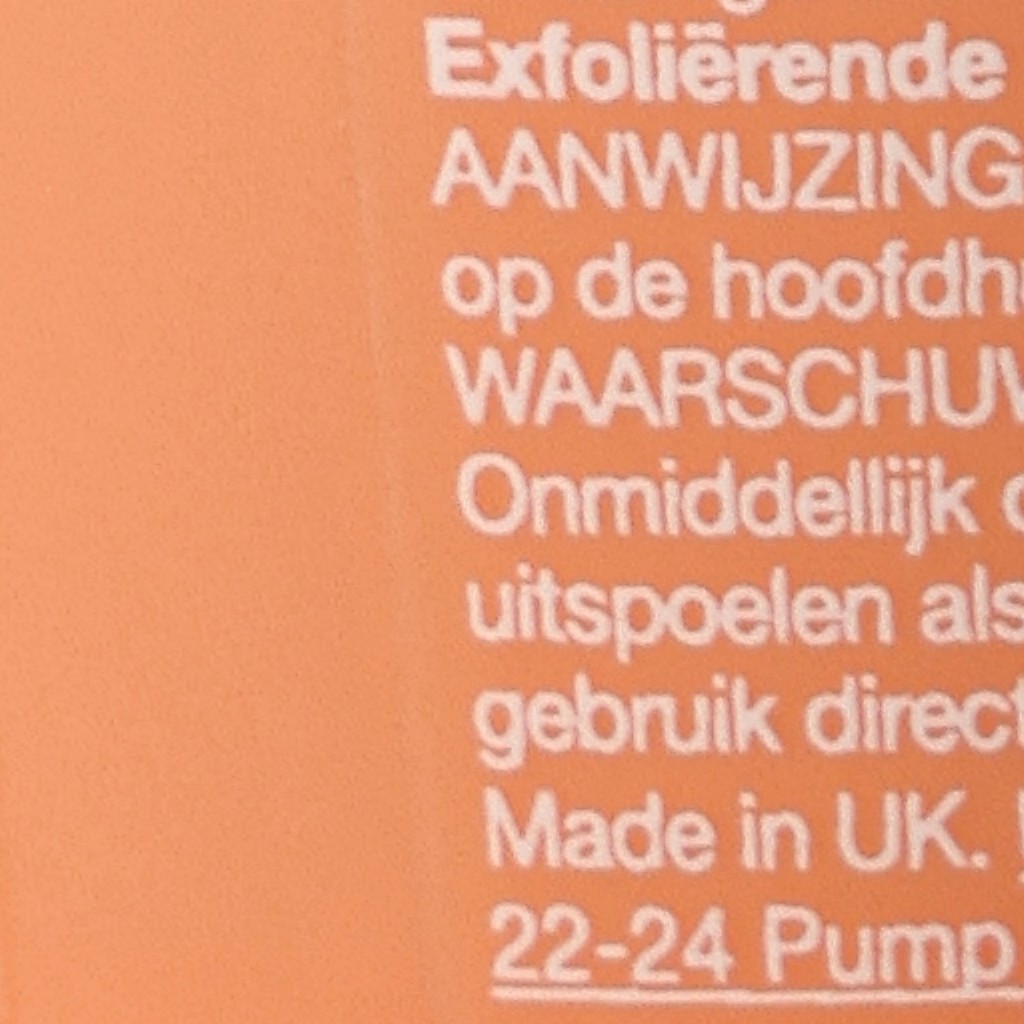 Exfoliërende
AANWIJZING
op de hoofdh
WAARSCHUW
Onmiddellijk
uitspoelen als
gebruik direct
Made in UK.
22-24 Pump